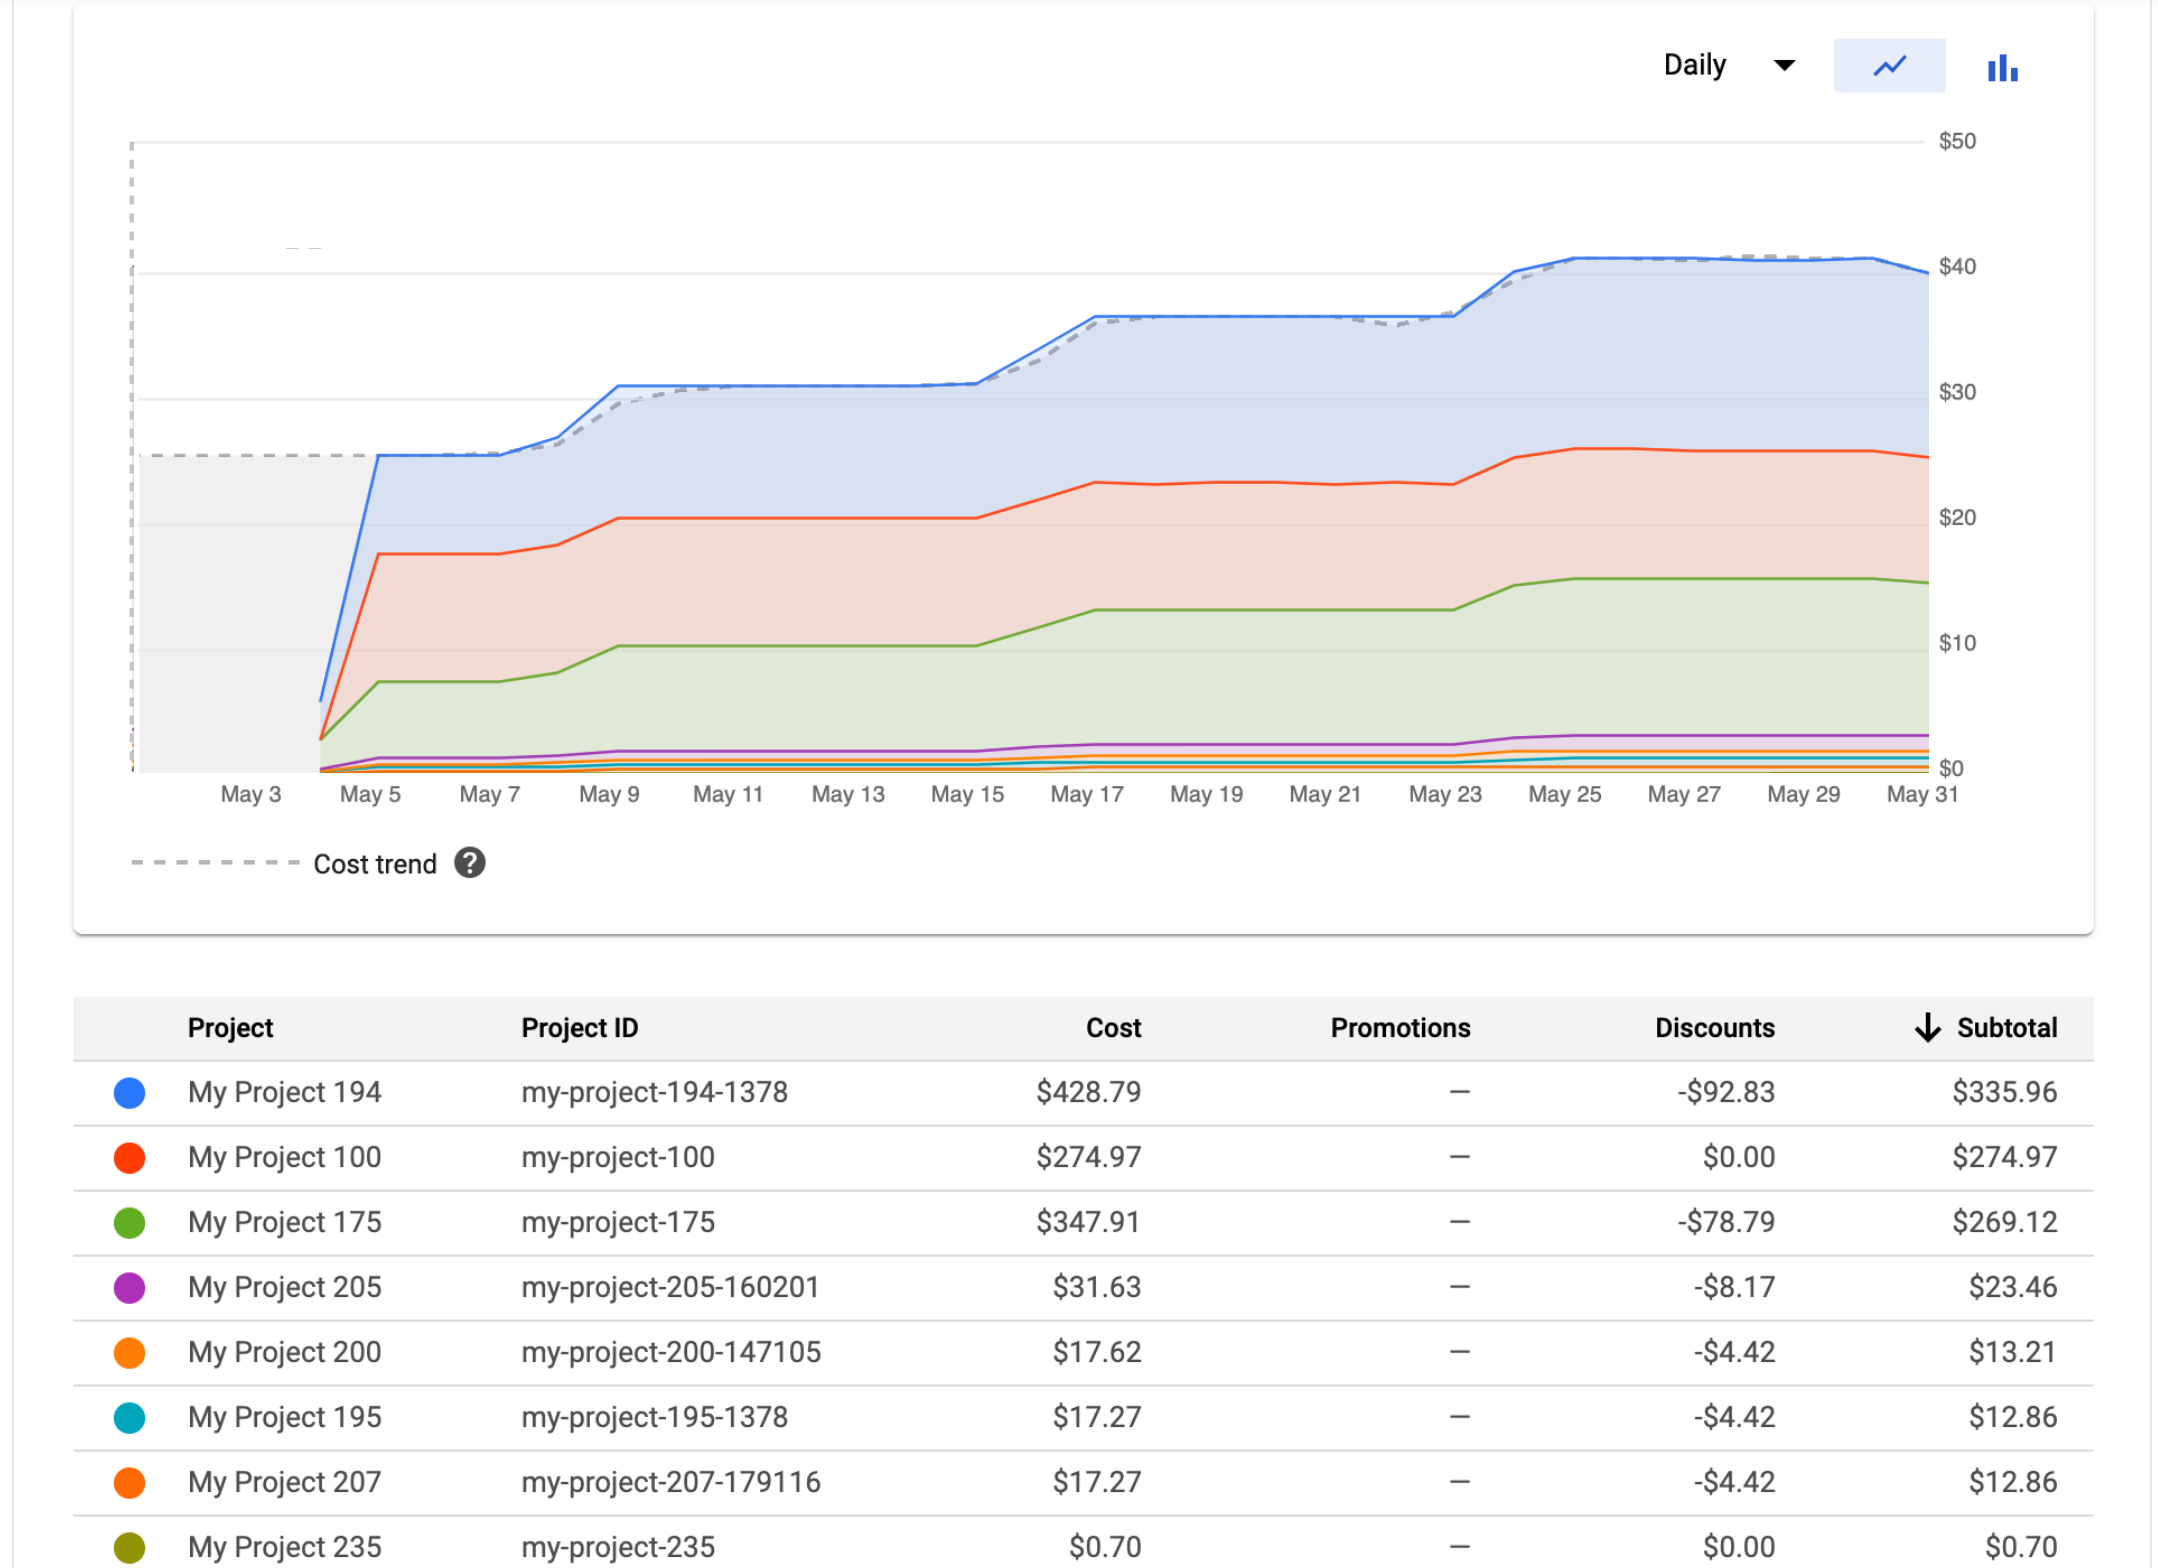 Daily
$50
$40
$30
$20
$10
$0
May 3 May 5 May 7 May 9 May 11 May 13 May 15 May 17 May 19 May 21 May 23 May 25 May 27 May 29 May 31
Cost trend ?
Project Project ID Cost Promotions Discounts Subtotal
My Project 194 my-project-194-1378 $428.79 — -$92.83 $335.96
My Project 100 my-project-100 $274.97 — $0.00 $274.97
My Project 175 my-project-175 $347.91 — -$78.79 $269.12
My Project 205 my-project-205-160201 $31.63 — -$8.17 $23.46
My Project 200 my-project-200-147105 $17.62 — -$4.42 $13.21
My Project 195 my-project-195-1378 $17.27 — -$4.42 $12.86
My Project 207 my-project-207-179116 $17.27 — -$4.42 $12.86
My Project 235 my-project-235 $0.70 — $0.00 $0.70